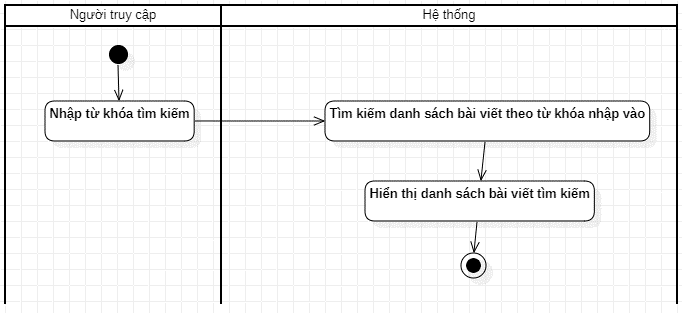 Người truy cập
Hệ thống
Nhập từ khóa tìm kiếm
Tìm kiếm danh sách bài viết theo từ khóa nhập vào
Hiển thị danh sách bài viết tìm kiếm